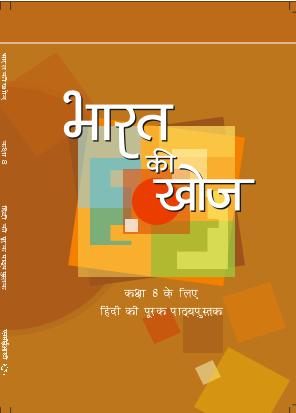 भारत
की
खोज
कक्षा 8 के लिए
हिंदी की पूरक पाठ्यपुस्तक